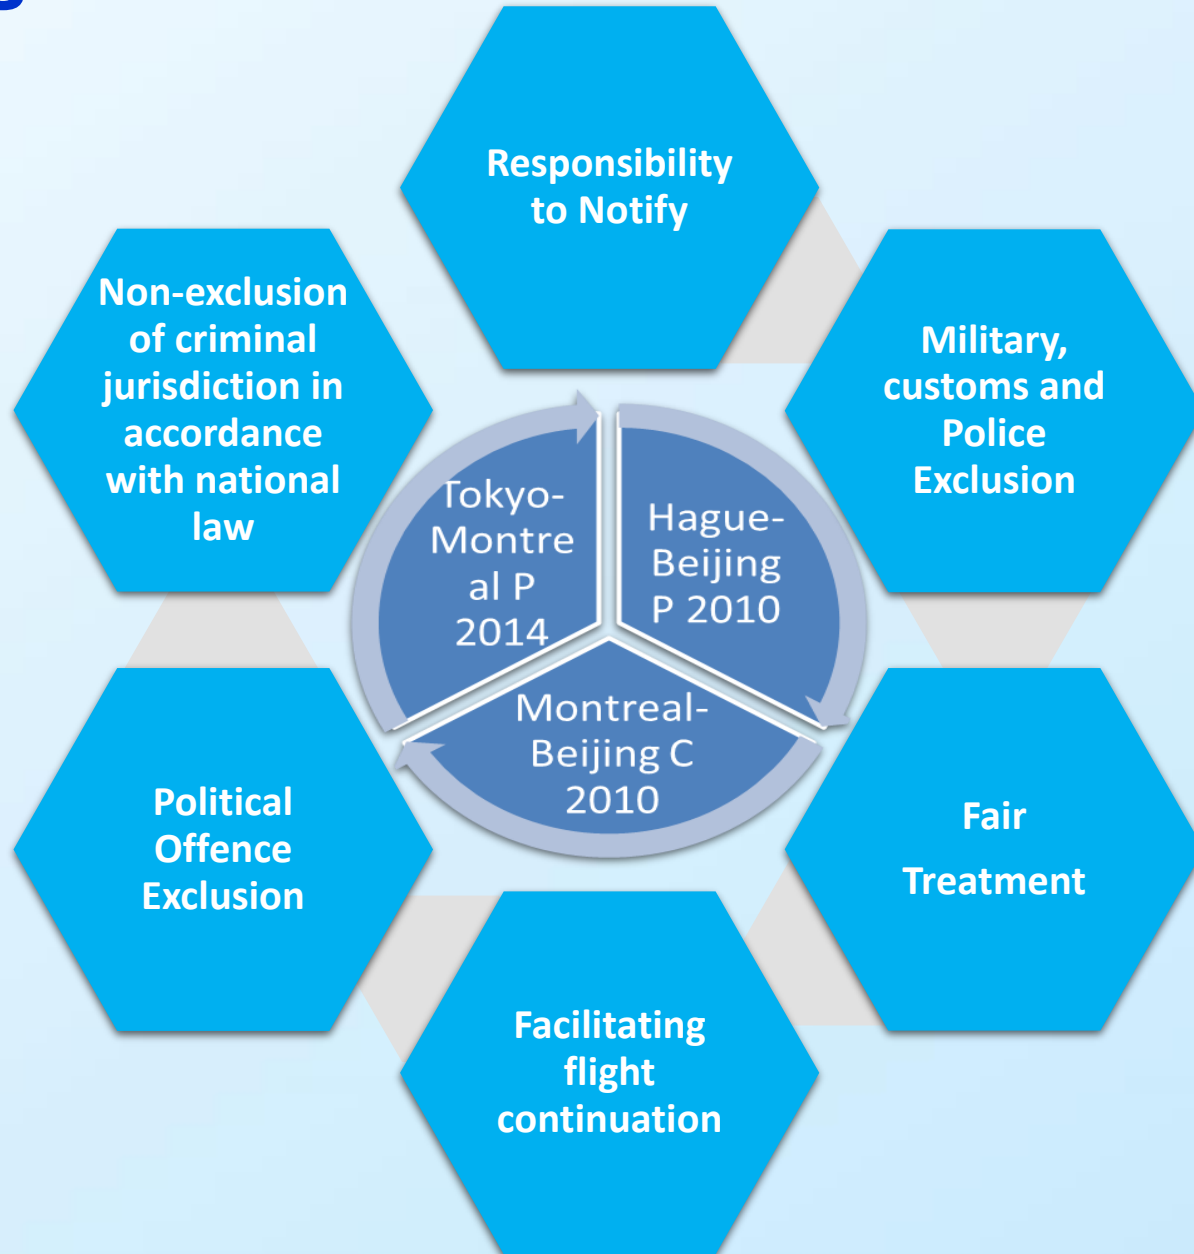 Responsibility
to Notify
Non-exclusion
of criminal
jurisdiction in
accordance
with national
law
Military,
customs and
Police
Exclusion
Tokyo-
Montre
al P
2014
Hague-
Beijing
P 2010
Montreal-
Beijing C
2010
Political
Offence
Exclusion
Fair
Treatment
Facilitating
flight
continuation